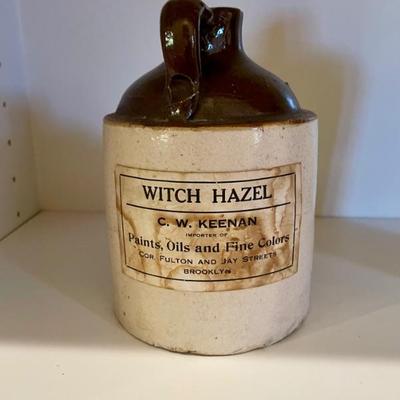 WITCH HAZEL
C. W. KEENAN
IMPORTER OF
Paints, Oils and Fine Colors
COR. FULTON AND JAY STREETS
BROOKLYN